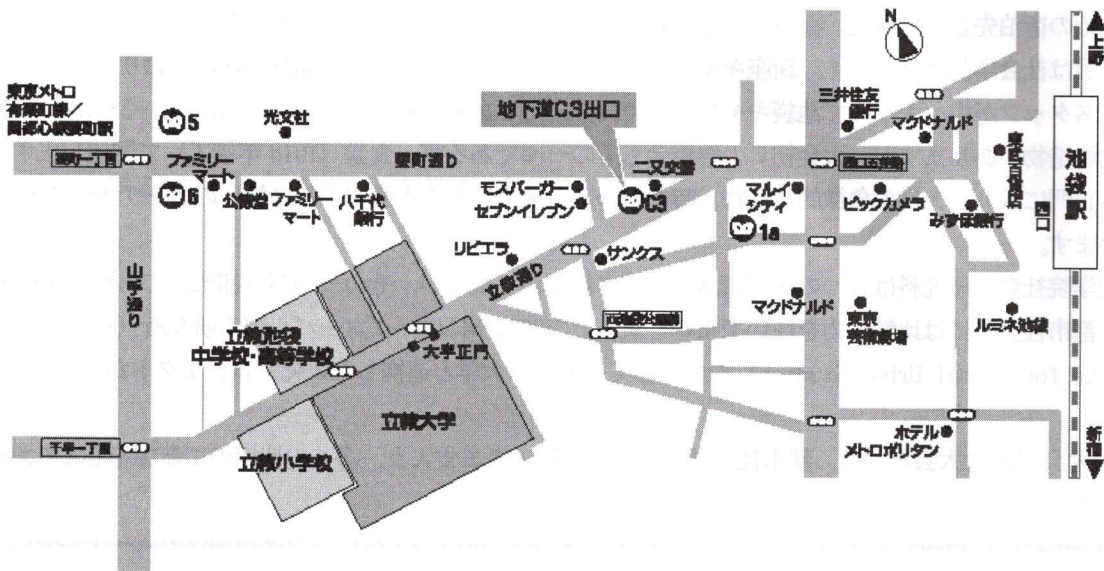 N
上野
東京メトロ
有楽町線/
副都心線要町駅
5
光文社
地下道C3出口
三井住友
銀行
マクドナルド
東武百貨店
池袋駅
西口
要町一丁目
ファミリー
マート
要町通り
二又交番
西口五差路
6
公賓堂
ファミリー
マート
八千代
銀行
モスバーガー
セブンイレブン
C3
マルイ
シティ
1a
ビックカメラ
みずほ銀行
山手通り
リビエラ
立教通り
サンクス
西池袋公園前
マクドナルド
東京
芸術劇場
ルミネ池袋
立教池袋
中学校・高等学校
大学正門
立教大学
立教小学校
千早一丁目
ホテル
メトロポリタン
新宿